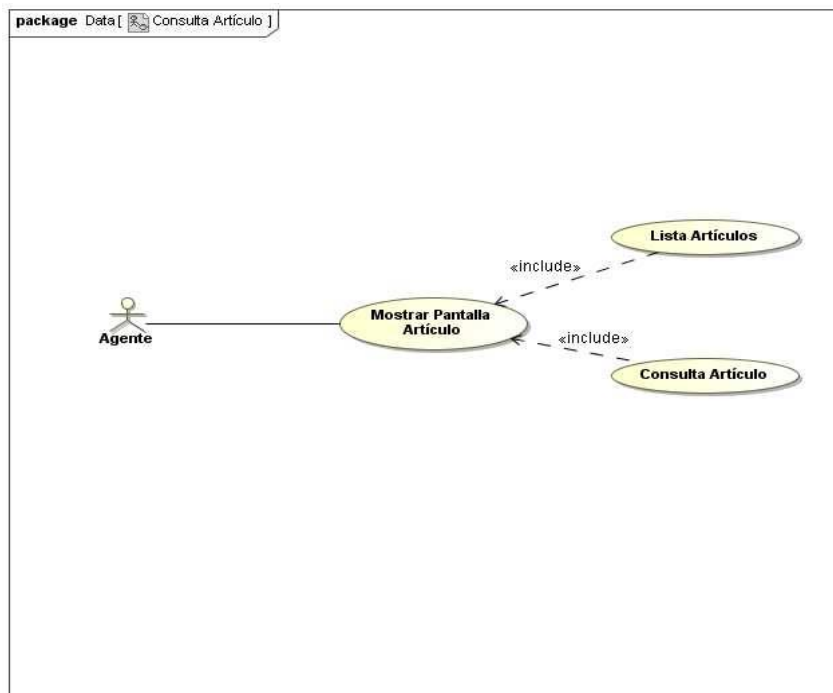 package Data [ Consulta Artículo ]
Lista Artículos
«include»
Mostrar Pantalla
Artículo
Agente
«include»
Consulta Artículo